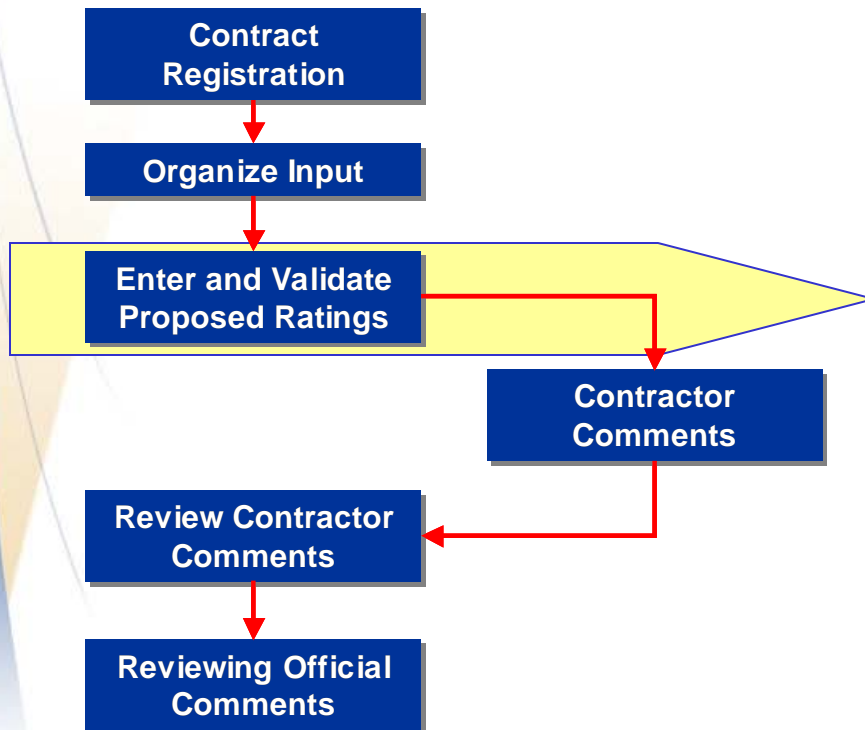 Contract
Registration
Organize Input
Enter and Validate
Proposed Ratings
Contractor
Comments
Review Contractor
Comments
Reviewing Official
Comments